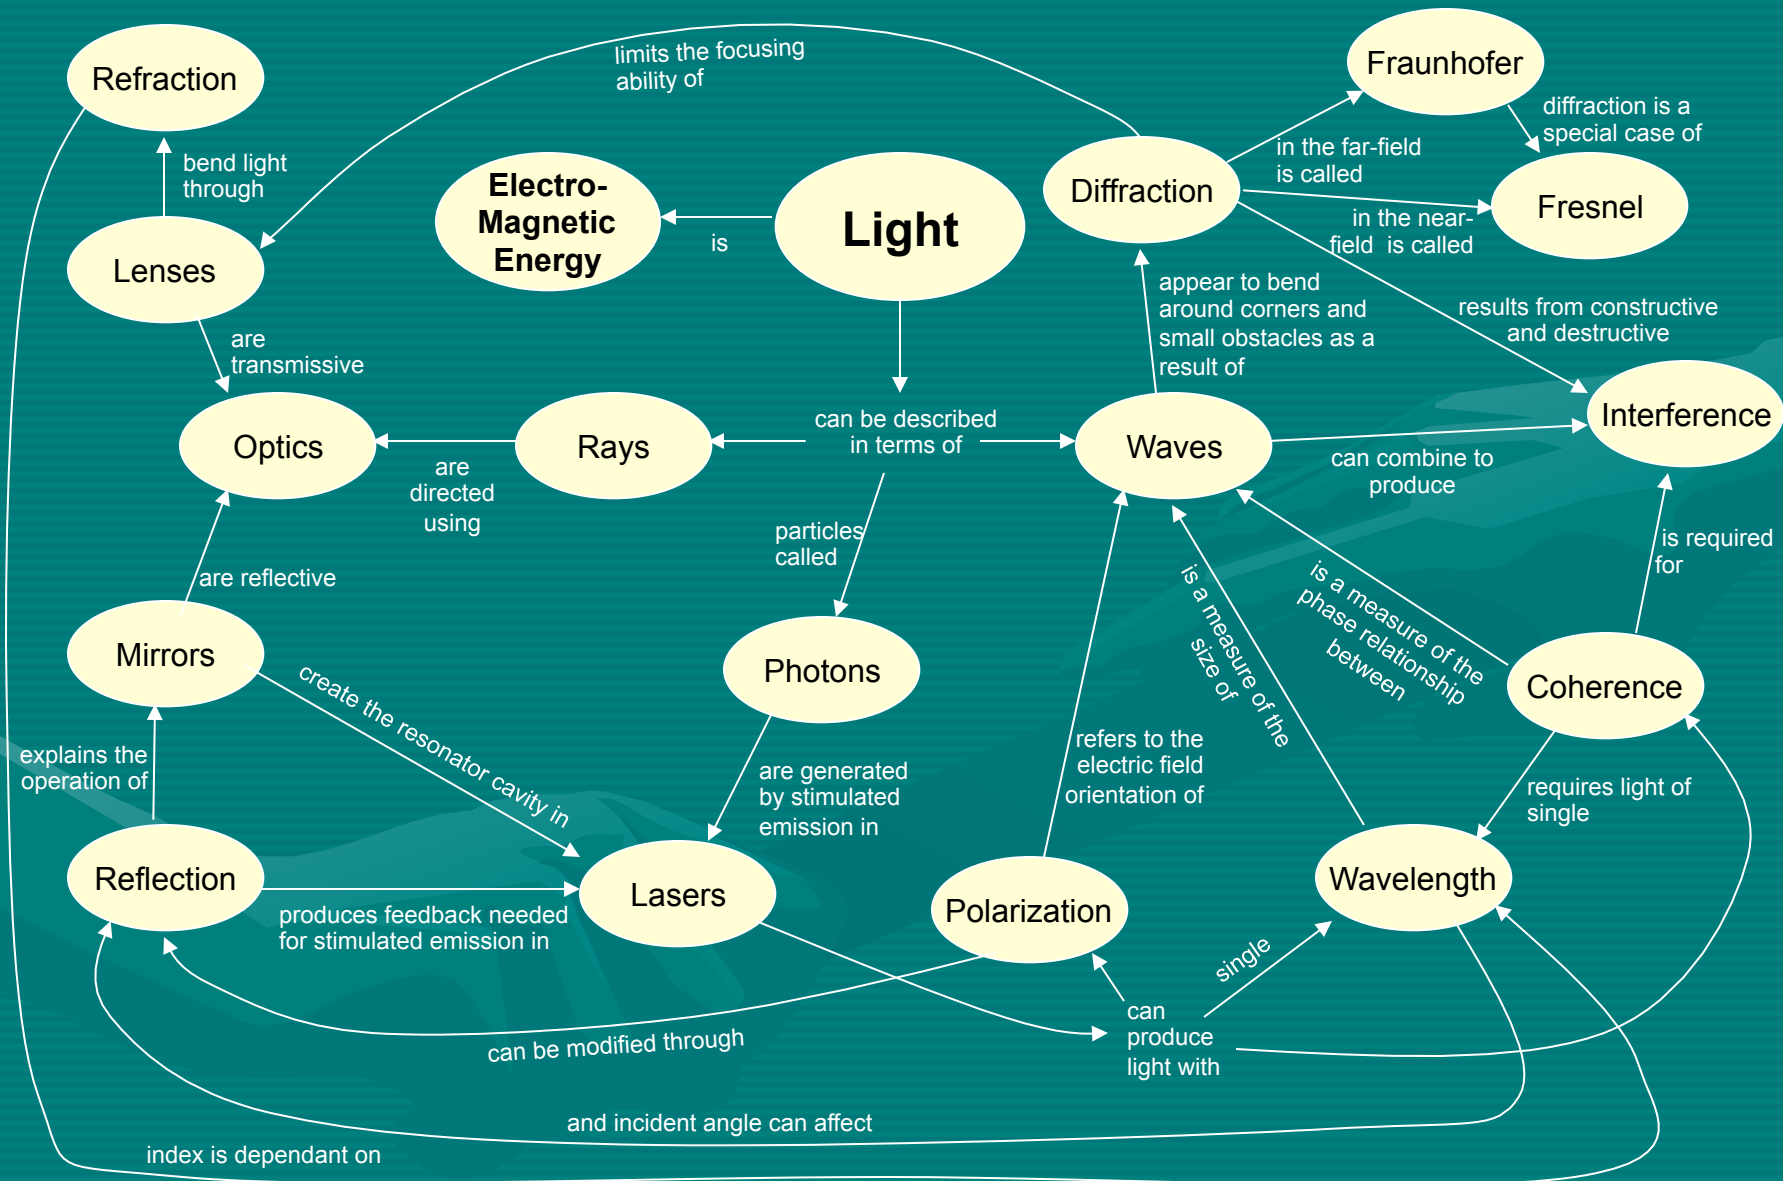 limits the focusing
ability of
Refraction
Fraunhofer
diffraction is a
special case of
bend light
through
in the far-field
is called
Electro-
Magnetic
Energy
is
Light
Diffraction
Fresnel
in the near-
field is called
Lenses
appear to bend
around corners and
small obstacles as a
result of
results from constructive
and destructive
are
transmissive
Optics
are
directed
using
Rays
can be described
in terms of
Waves
can combine to
produce
Interference
particles
called
is required
for
are reflective
Mirrors
create the resonator cavity in
Photons
is a measure of the
size of
is a measure of the
phase relationship
between
Coherence
explains the
operation of
are generated
by stimulated
emission in
refers to the
electric field
orientation of
requires light of
single
Reflection
produces feedback needed
for stimulated emission in
Lasers
Polarization
Wavelength
single
can
produce
light with
can be modified through
and incident angle can affect
index is dependant on